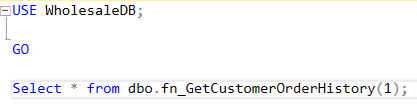 USE WholesaleDB;
GO
Select * from dbo.fn_GetCustomerOrderHistory(1);